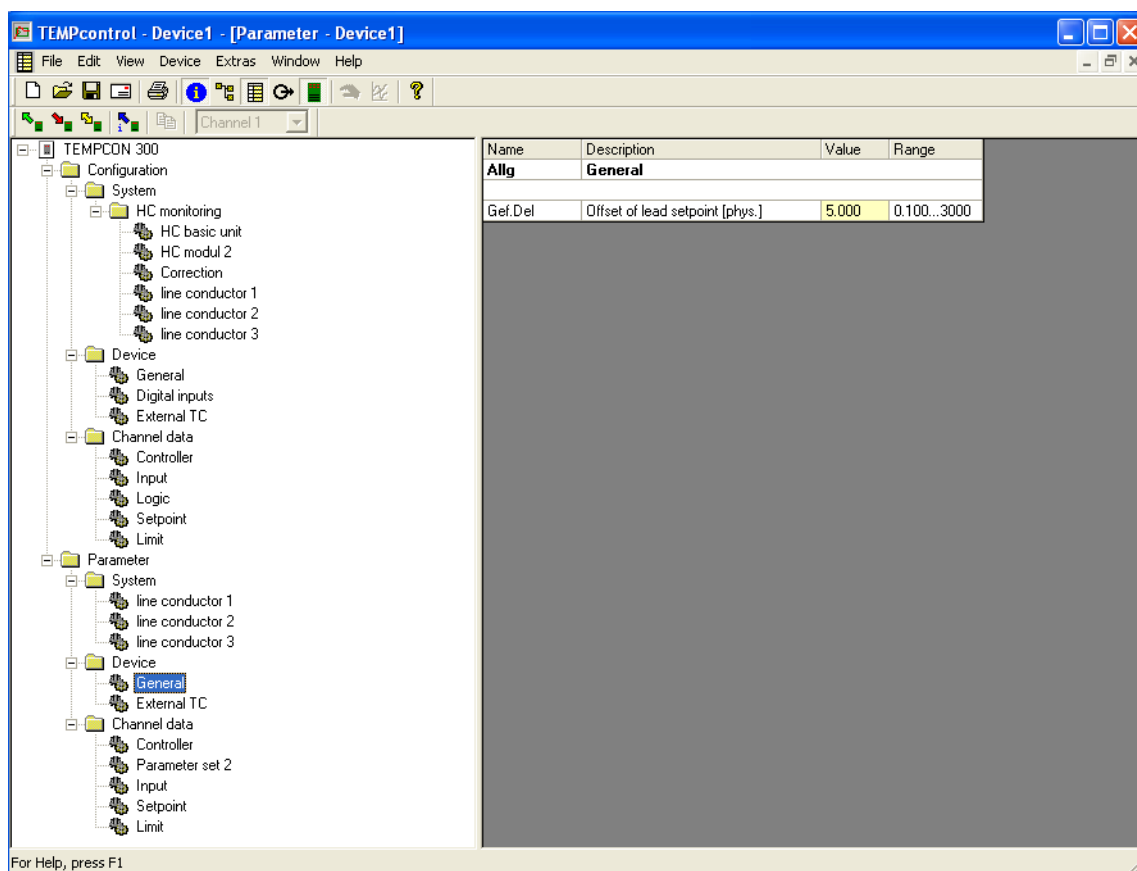 TEMPcontrol - Device1 - [Parameter - Device1]
File Edit View Device Extras Window Help
Channel 1
TEMPCON 300
Configuration
System
HC monitoring
HC basic unit
HC modul 2
Correction
line conductor 1
line conductor 2
line conductor 3
Device
General
Digital inputs
External TC
Channel data
Controller
Input
Logic
Setpoint
Limit
Parameter
System
line conductor 1
line conductor 2
line conductor 3
Device
General
External TC
Channel data
Controller
Parameter set 2
Input
Setpoint
Limit
Name Description Value Range
Allg General
Gef.Del Offset of lead setpoint [phys.] 5.000 0.100...3000
For Help, press F1